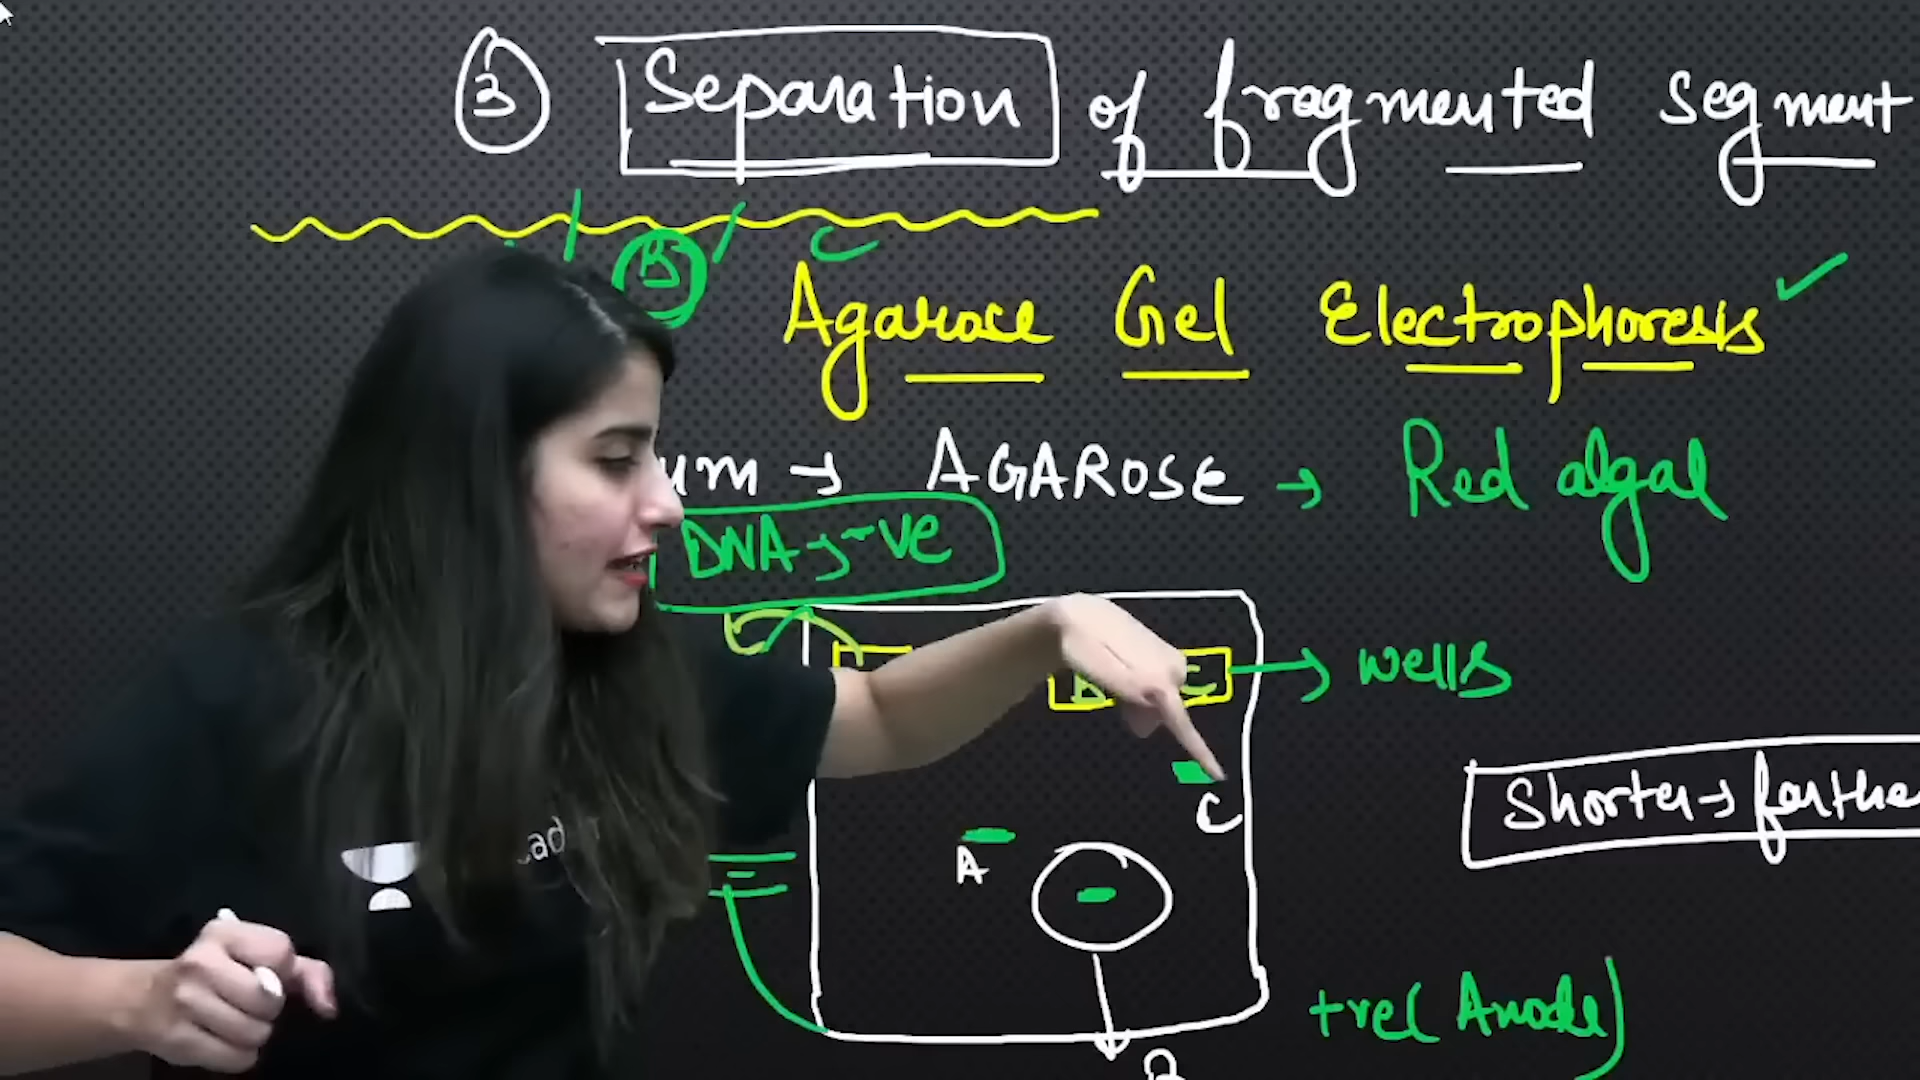 3 Separation of fragmented segment
B C
Agarose Gel Electrophoresis
um → AGAROSE → Red algal
DNA → -ve
B C → wells
C
Shorter → farthe
A
+ve ( Anode )
B